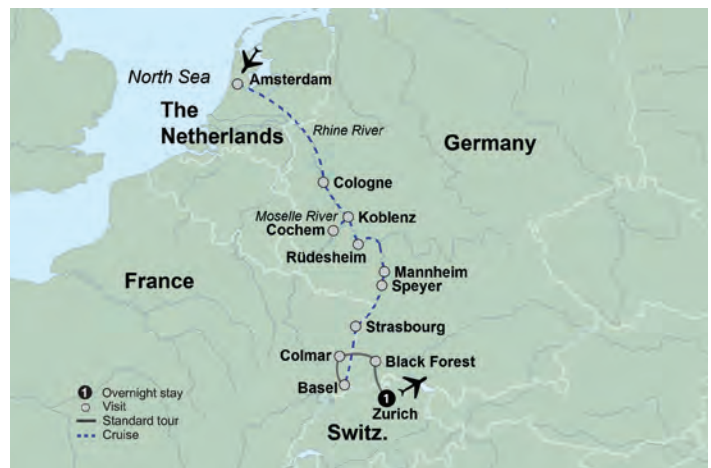 North Sea
Amsterdam
The
Netherlands
Rhine River
Germany
Cologne
Moselle River
Koblenz
Cochem
Rüdesheim
France
Mannheim
Speyer
Strasbourg
Colmar
Black Forest
Basel
1
Zurich
Switz.
1 Overnight stay
Visit
Standard tour
Cruise